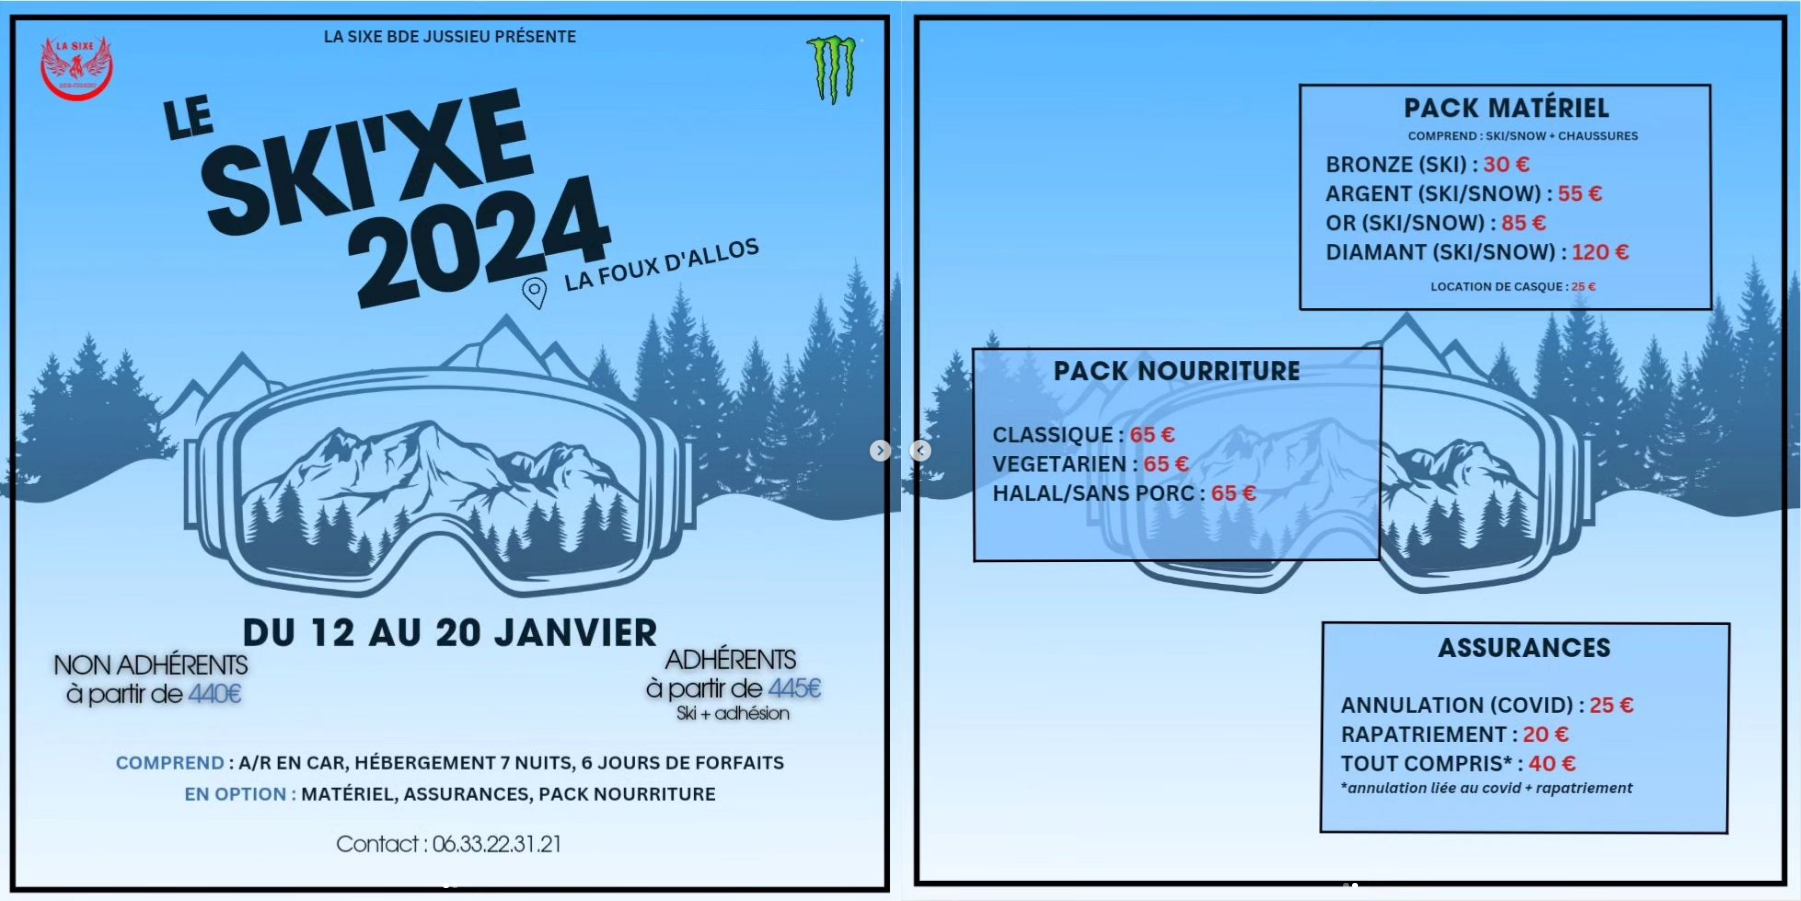 LA SIXE BDE JUSSIEU PRÉSENTE
LA SIXE
LE
SKI'XE
2024
LA FOUX D'ALLOS
DU 12 AU 20 JANVIER
NON ADHÉRENTS
à partir de 440€
ADHÉRENTS
à partir de 445€
Ski + adhésion
COMPREND : A/R EN CAR, HÉBERGEMENT 7 NUITS, 6 JOURS DE FORFAITS
EN OPTION : MATÉRIEL, ASSURANCES, PACK NOURRITURE
Contact : 06.33.22.31.21
PACK MATÉRIEL
COMPREND : SKI/SNOW + CHAUSSURES
BRONZE (SKI) : 30 €
ARGENT (SKI/SNOW) : 55 €
OR (SKI/SNOW) : 85 €
DIAMANT (SKI/SNOW) : 120 €
LOCATION DE CASQUE : 25 €
PACK NOURRITURE
CLASSIQUE : 65 €
VEGETARIEN : 65 €
HALAL/SANS PORC : 65 €
ASSURANCES
ANNULATION (COVID) : 25 €
RAPATRIEMENT : 20 €
TOUT COMPRIS* : 40 €
*annulation liée au covid + rapatriement